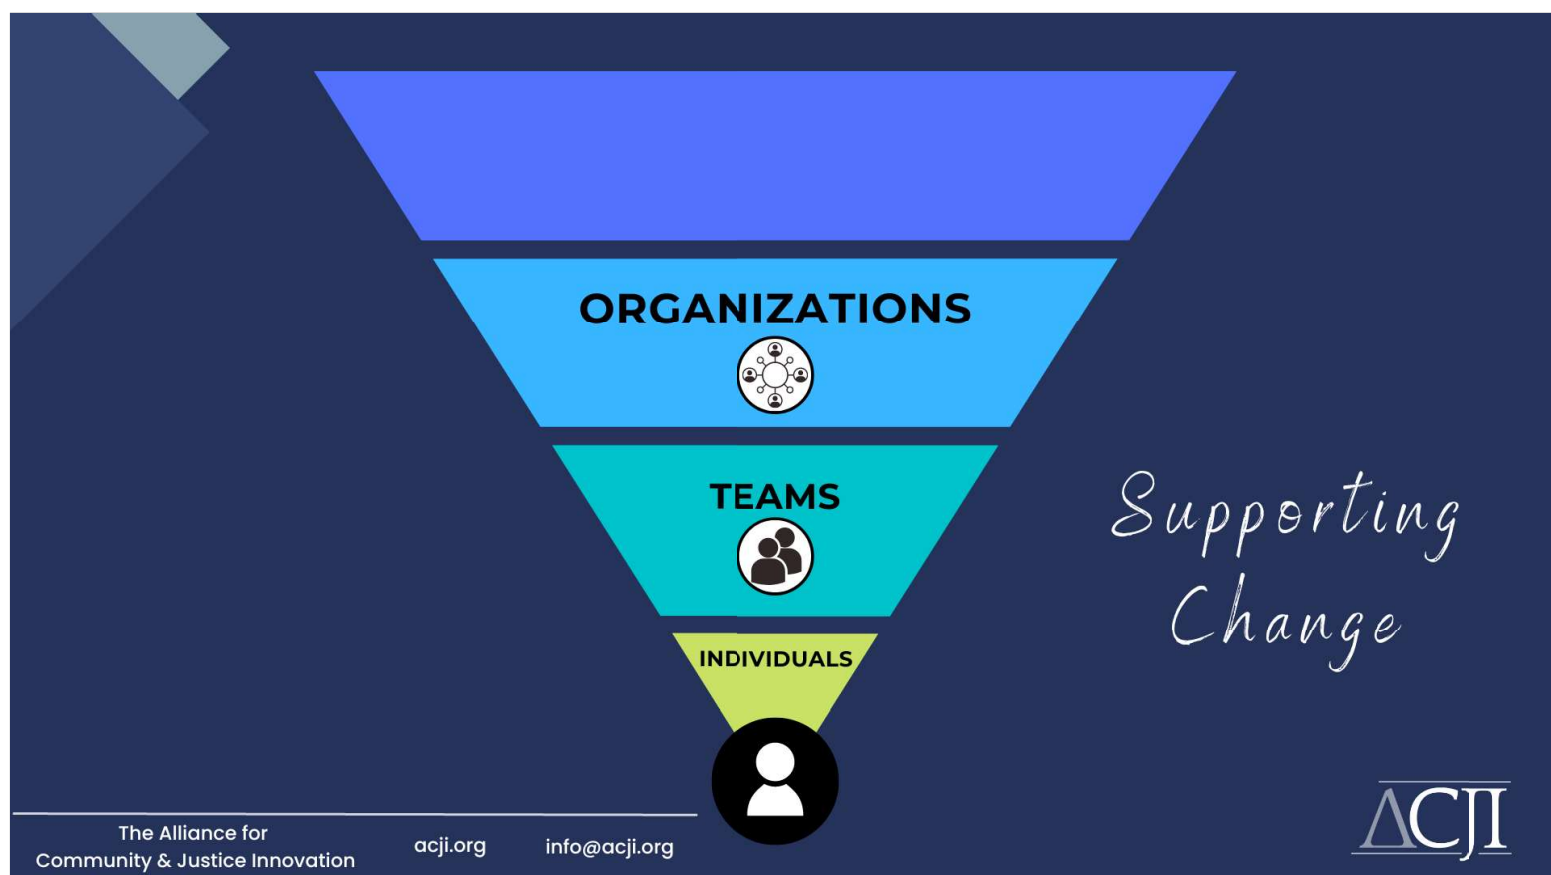 ORGANIZATIONS
TEAMS
Supporting
Change
INDIVIDUALS
The Alliance for
Community & Justice Innovation
acji.org
info@acji.org
ACJI